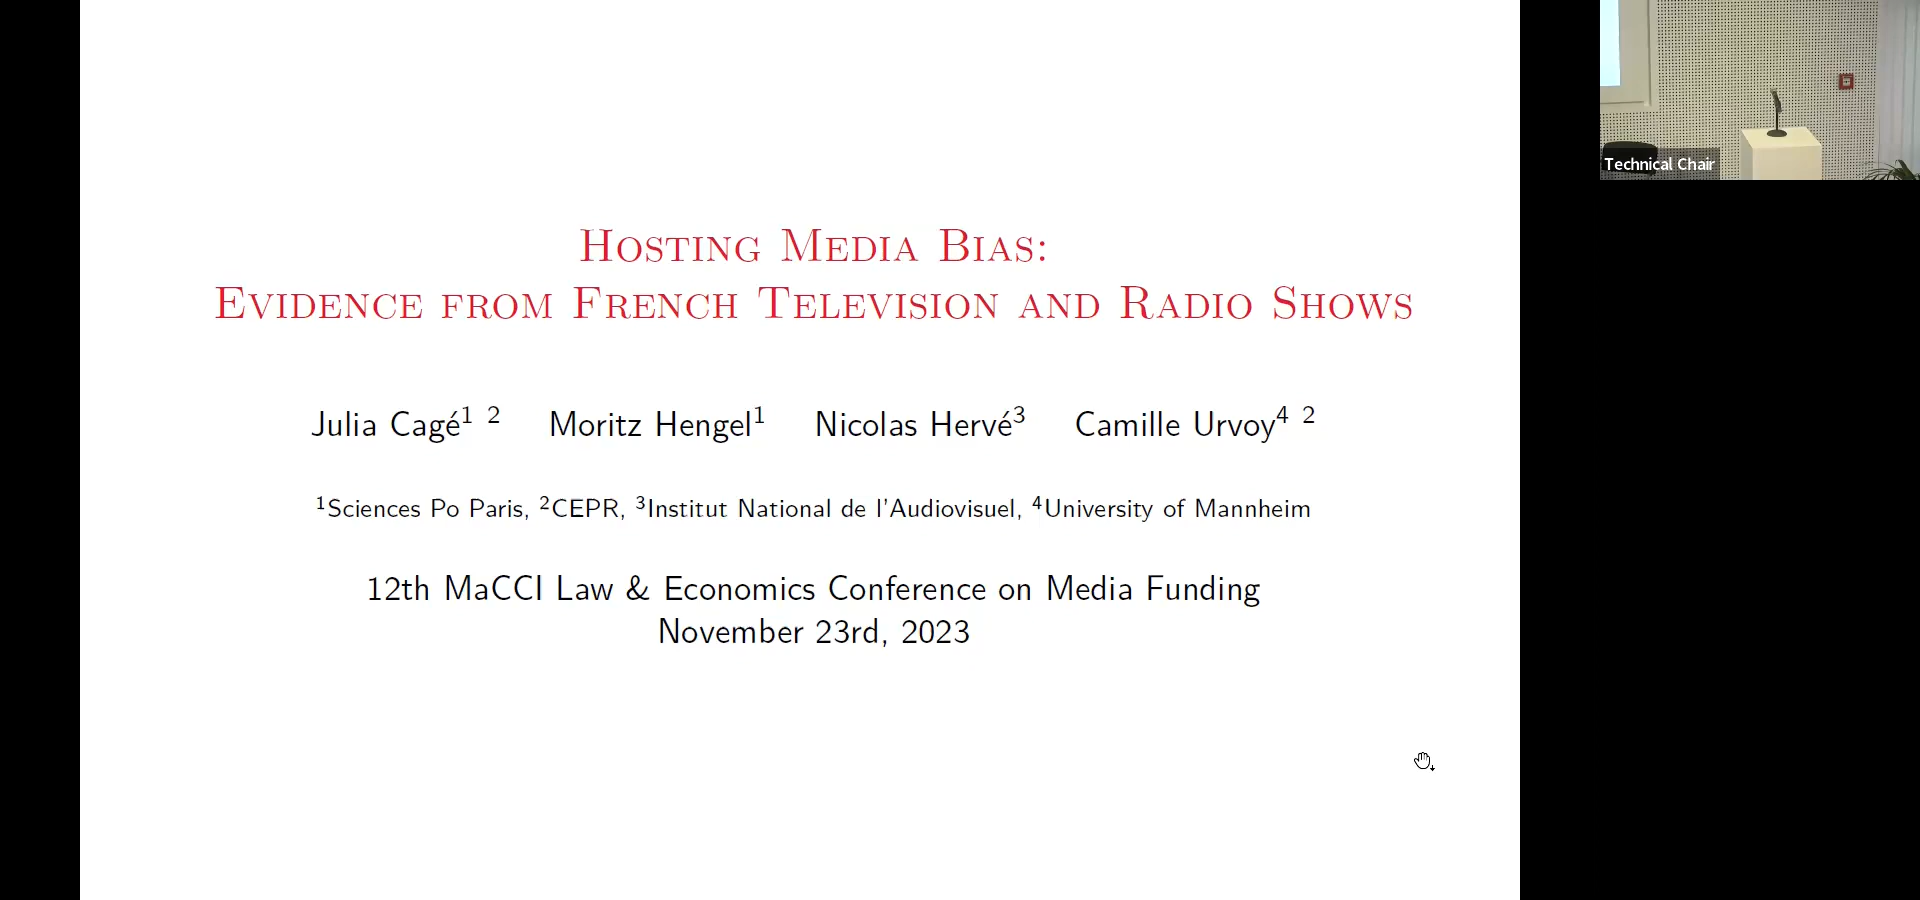 Hosting Media Bias:
Evidence from French Television and Radio Shows
Julia Cagé¹ ² Moritz Hengel¹ Nicolas Hervé³ Camille Urvoy⁴ ²
¹Sciences Po Paris, ²CEPR, ³Institut National de l'Audiovisuel, ⁴University of Mannheim
12th MaCCI Law & Economics Conference on Media Funding
November 23rd, 2023
Technical Chair